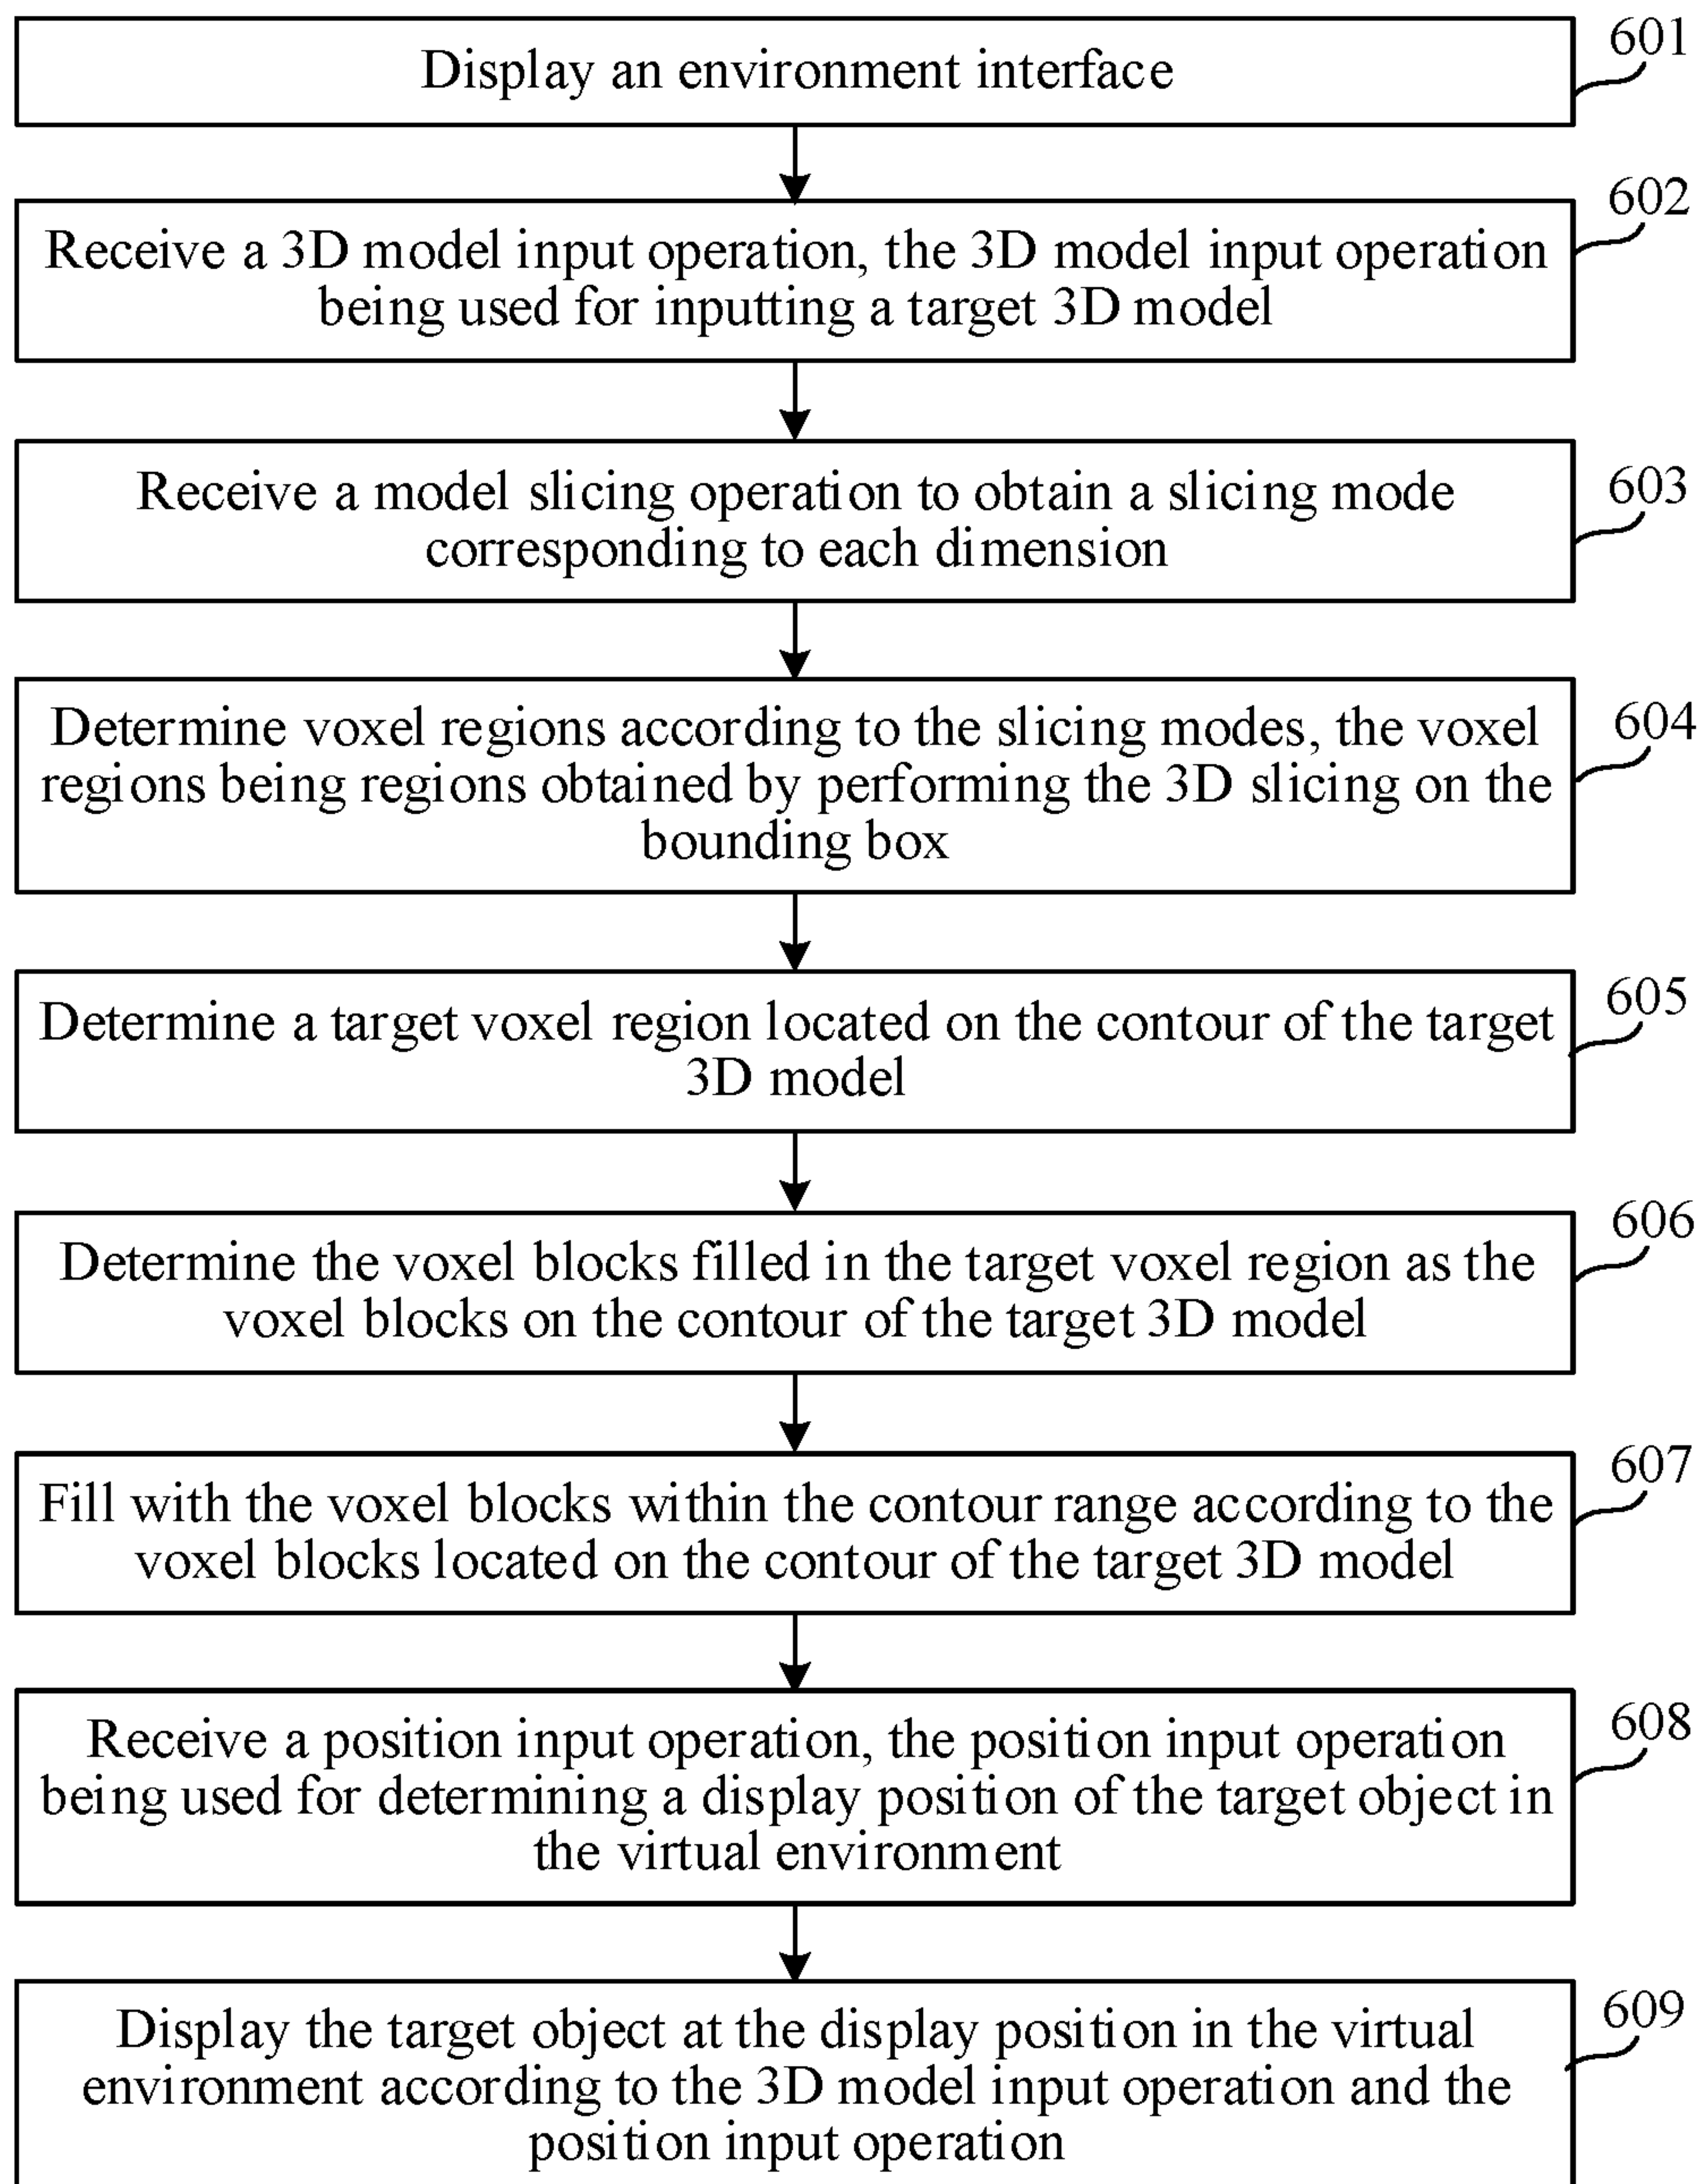 601
Display an environment interface
602
Receive a 3D model input operation, the 3D model input operation
being used for inputting a target 3D model
603
Receive a model slicing operation to obtain a slicing mode
corresponding to each dimension
604
Determine voxel regions according to the slicing modes, the voxel
regions being regions obtained by performing the 3D slicing on the
bounding box
605
Determine a target voxel region located on the contour of the target
3D model
606
Determine the voxel blocks filled in the target voxel region as the
voxel blocks on the contour of the target 3D model
607
Fill with the voxel blocks within the contour range according to the
voxel blocks located on the contour of the target 3D model
608
Receive a position input operation, the position input operation
being used for determining a display position of the target object in
the virtual environment
609
Display the target object at the display position in the virtual
environment according to the 3D model input operation and the
position input operation